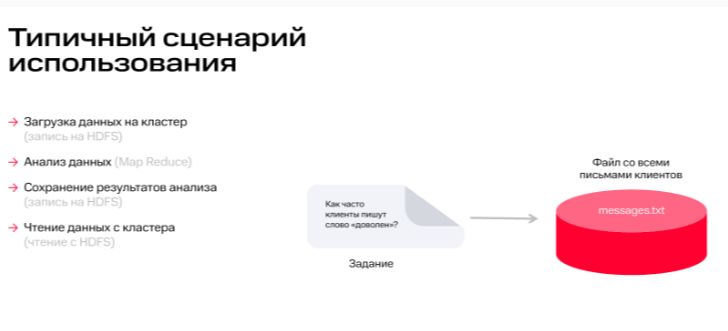 Типичный сценарий
использования
→ Загрузка данных на кластер
(запись на HDFS)
→ Анализ данных (Map Reduce)
→ Сохранение результатов анализа
(запись на HDFS)
→ Чтение данных с кластера
(чтение с HDFS)
Как часто
клиенты пишут
слово «доволен»?
Задание
Файл со всеми
письмами клиентов
messages.txt